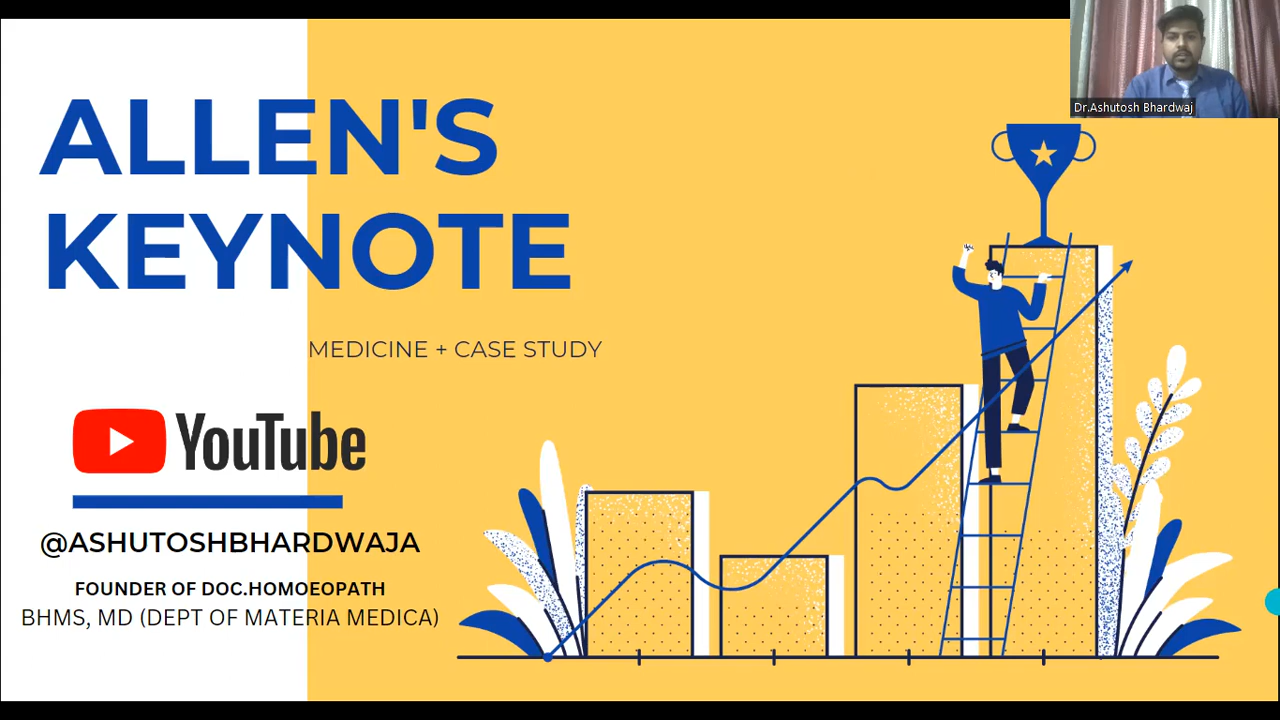 ALLEN'S
KEYNOTE
MEDICINE + CASE STUDY
YouTube
@ASHUTOSHBHARDWAJA
FOUNDER OF DOC.HOMOEOPATH
BHMS, MD (DEPT OF MATERIA MEDICA)
Dr.Ashutosh Bhardwaj